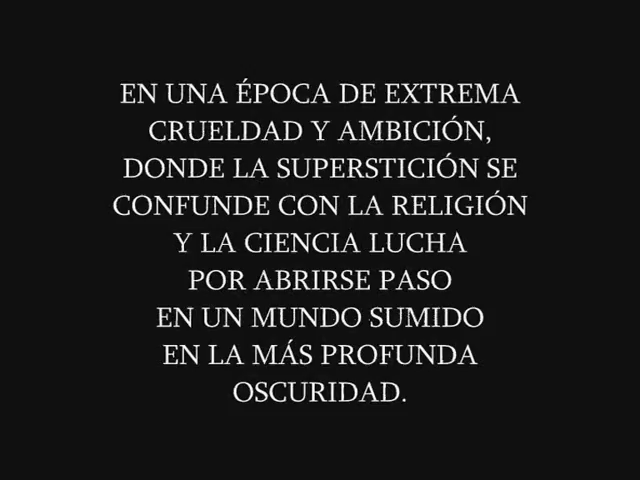 EN UNA ÉPOCA DE EXTREMA
CRUELDAD Y AMBICIÓN,
DONDE LA SUPERSTICIÓN SE
CONFUNDE CON LA RELIGIÓN
Y LA CIENCIA LUCHA
POR ABRIRSE PASO
EN UN MUNDO SUMIDO
EN LA MÁS PROFUNDA
OSCURIDAD.